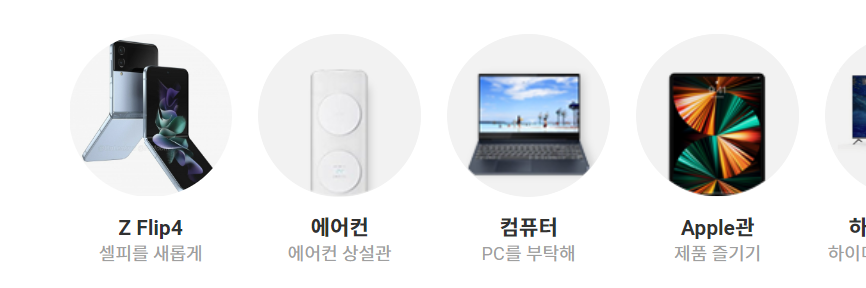 Z Flip4
셀피를 새롭게
에어컨
에어컨 상설관
컴퓨터
PC를 부탁해
Apple관
제품 즐기기
하
하이